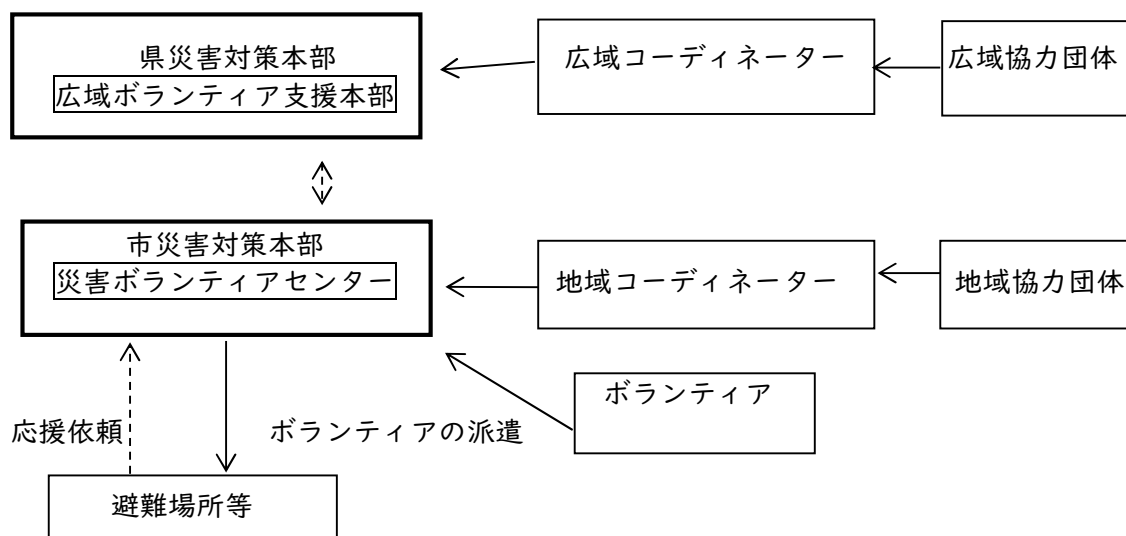 県災害対策本部
広域ボランティア支援本部
広域コーディネーター
広域協力団体
市災害対策本部
災害ボランティアセンター
地域コーディネーター
地域協力団体
ボランティア
応援依頼
ボランティアの派遣
避難場所等